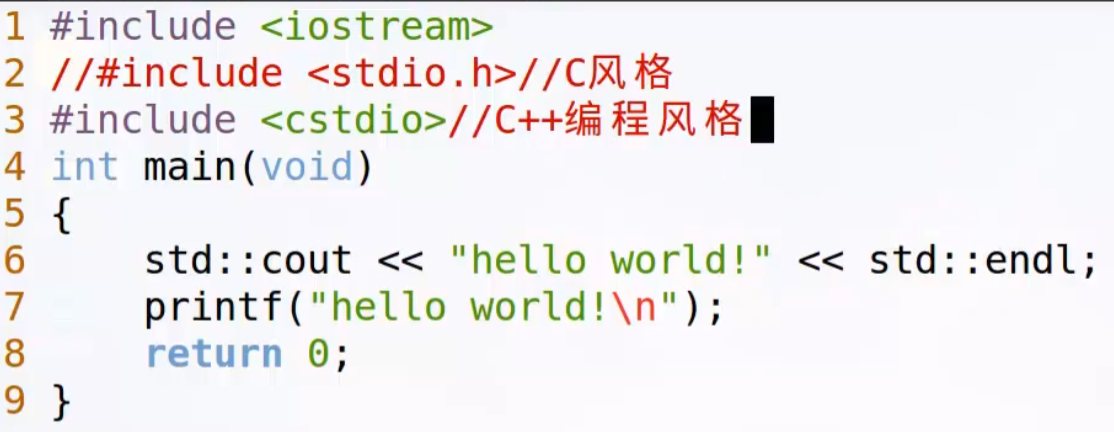 1 #include <iostream>
2 //#include <stdio.h>//C风格
3 #include <cstdio>//C++编程风格
4 int main(void)
5 {
6     std::cout << "hello world!" << std::endl;
7     printf("hello world!\n");
8     return 0;
9 }